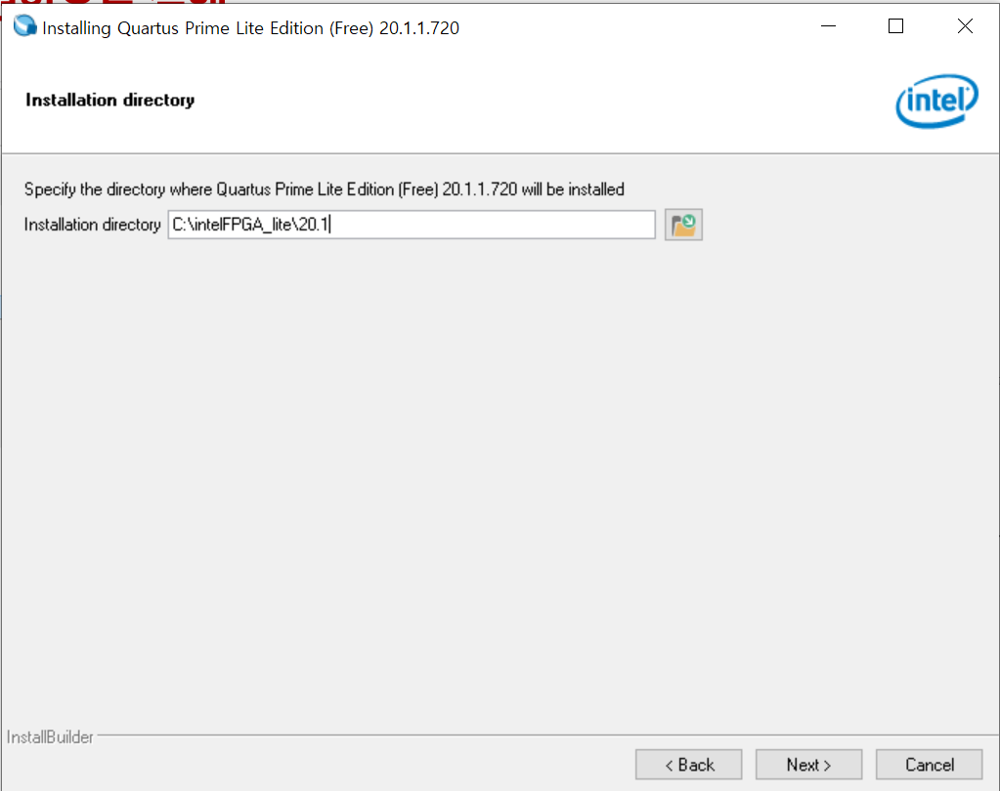 Installing Quartus Prime Lite Edition (Free) 20.1.1.720
Installation directory
intel
Specify the directory where Quartus Prime Lite Edition (Free) 20.1.1.720 will be installed
Installation directory C:\intelFPGA_lite\20.1
InstallBuilder
< Back Next > Cancel